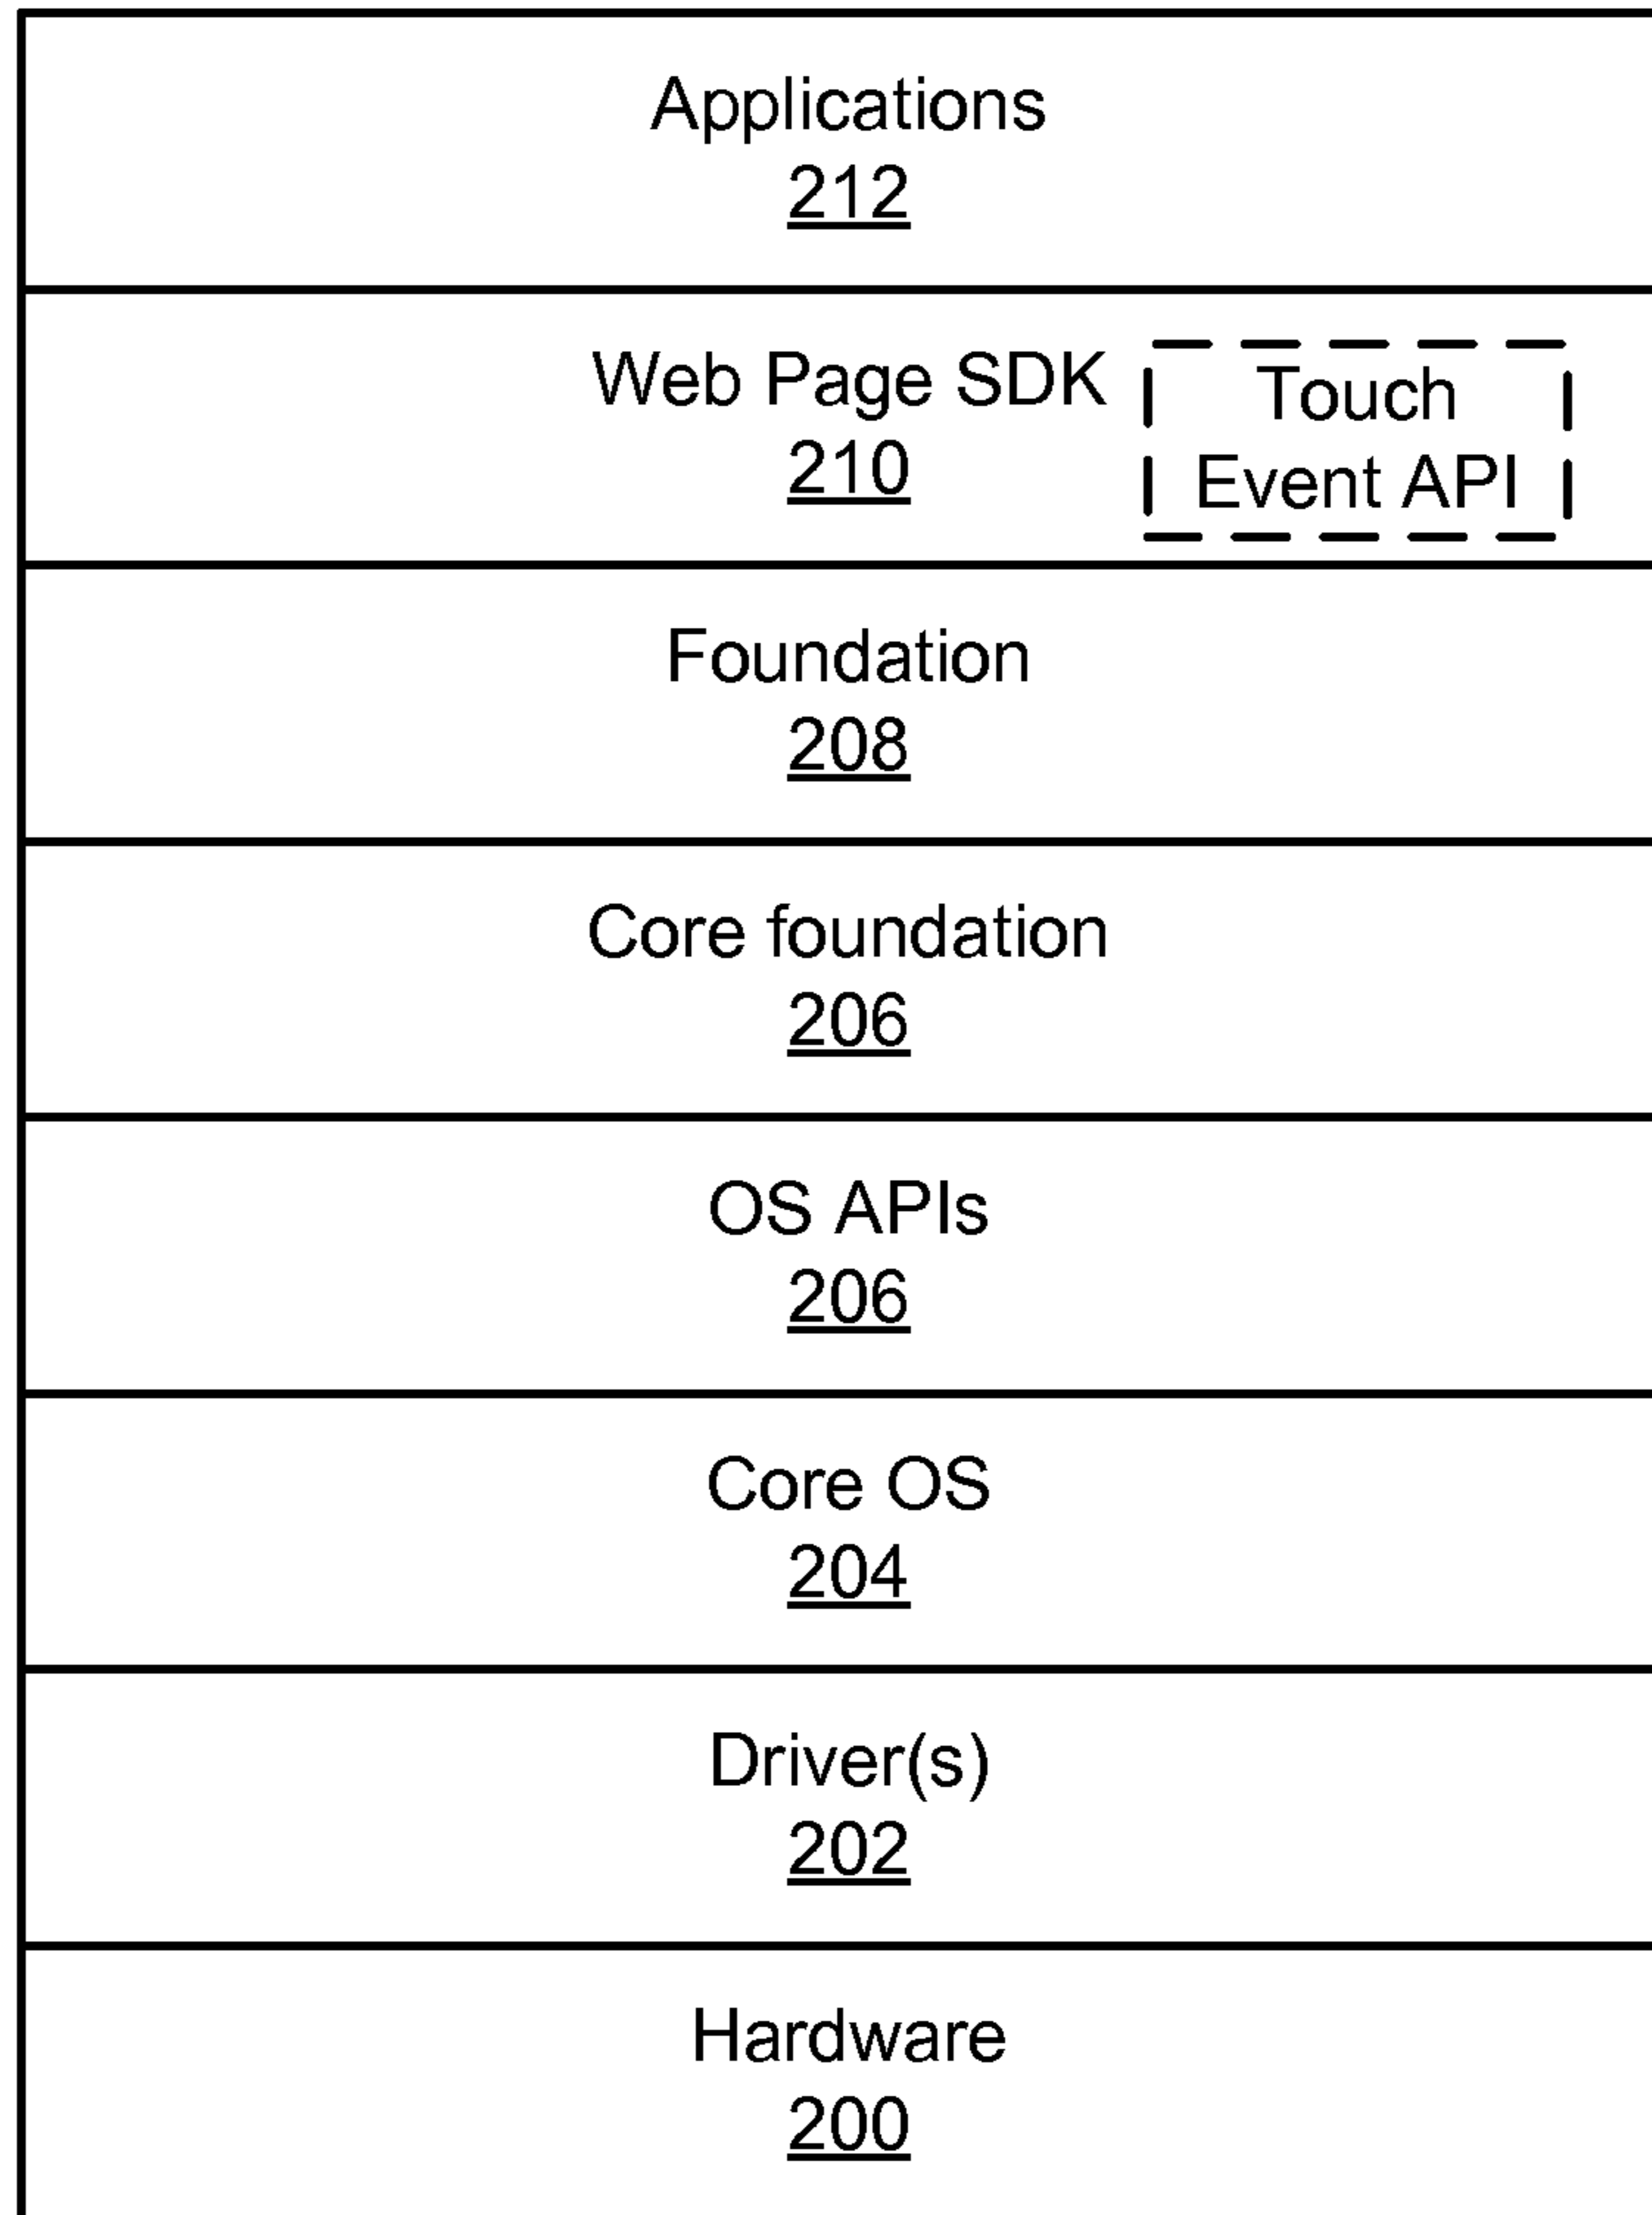 Applications
212
Web Page SDK
210
Touch
Event API
Foundation
208
Core foundation
206
OS APIs
206
Core OS
204
Driver(s)
202
Hardware
200